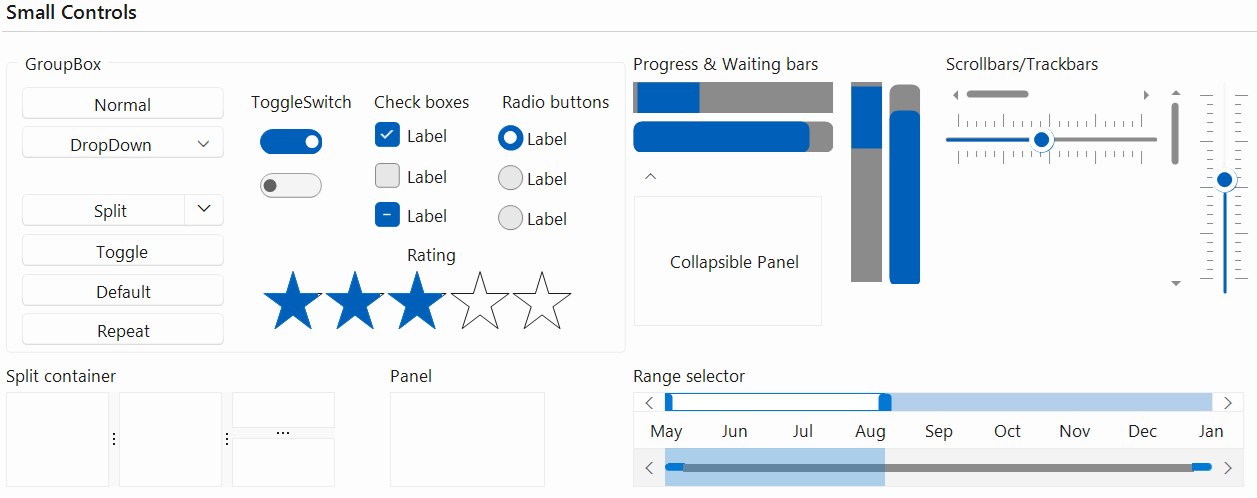 Small Controls
GroupBox
Normal
DropDown
Split
Toggle
Default
Repeat
ToggleSwitch
Check boxes
Label
Label
Label
Radio buttons
Label
Label
Label
Rating
Progress & Waiting bars
Collapsible Panel
Scrollbars/Trackbars
Split container
Panel
Range selector
May Jun Jul Aug Sep Oct Nov Dec Jan